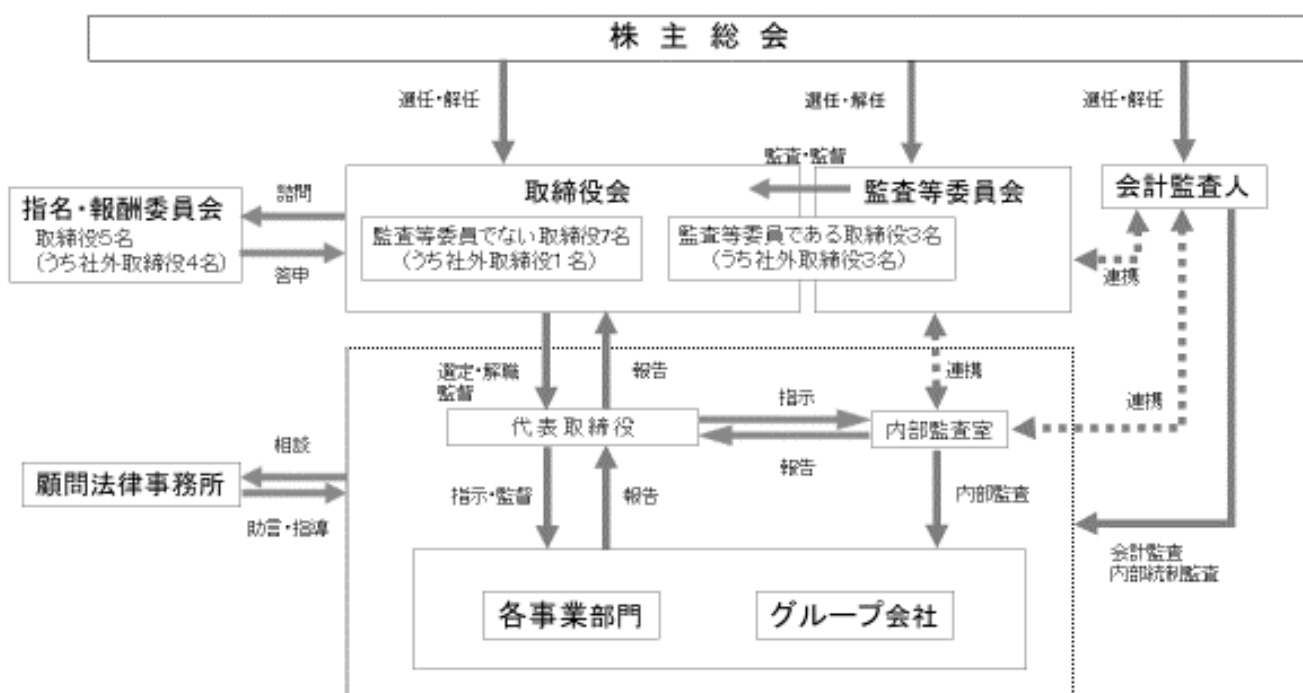 株主総会
選任・解任
選任・解任
選任・解任
監査・監督
取締役会
監査等委員会
会計監査人
指名・報酬委員会
取締役5名
(うち社外取締役4名)
諮問
答申
監査等委員でない取締役7名
(うち社外取締役1名)
監査等委員である取締役3名
(うち社外取締役3名)
連携
選定・解職
監督
報告
連携
指示
連携
代表取締役
内部監査室
報告
相談
顧問法律事務所
助言・指導
指示・監督
報告
内部監査
会計監査
内部統制監査
各事業部門
グループ会社